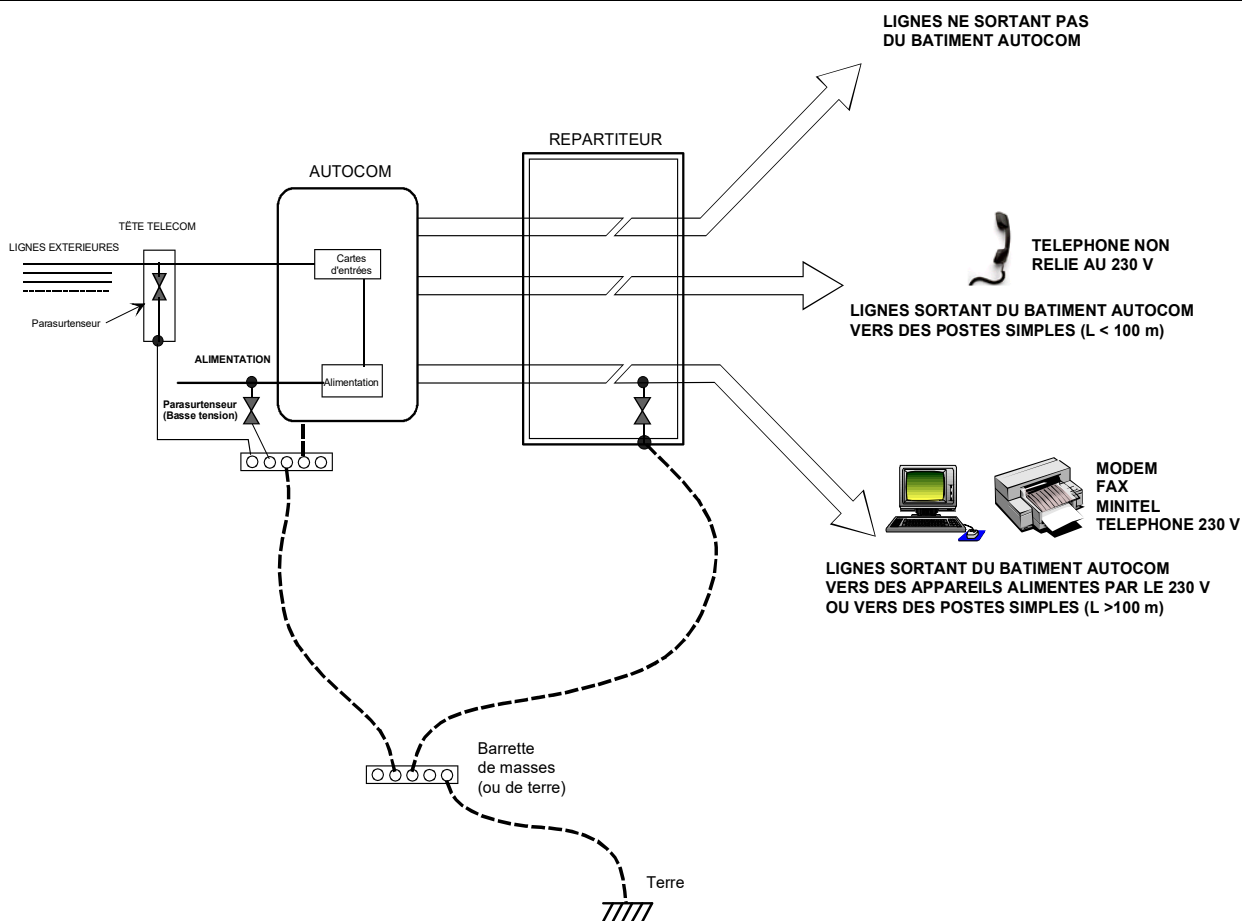 LIGNES NE SORTANT PAS
DU BATIMENT AUTOCOM
REPARTITEUR
AUTOCOM
TËTE TELECOM
LIGNES EXTERIEURES
Cartes
d'entrées
TELEPHONE NON
RELIE AU 230 V
Parasurtenseur
LIGNES SORTANT DU BATIMENT AUTOCOM
VERS DES POSTES SIMPLES (L < 100 m)
ALIMENTATION
Alimentation
Parasurtenseur
(Basse tension)
MODEM
FAX
MINITEL
TELEPHONE 230 V
LIGNES SORTANT DU BATIMENT AUTOCOM
VERS DES APPAREILS ALIMENTES PAR LE 230 V
OU VERS DES POSTES SIMPLES (L >100 m)
Barrette
de masses
(ou de terre)
Terre